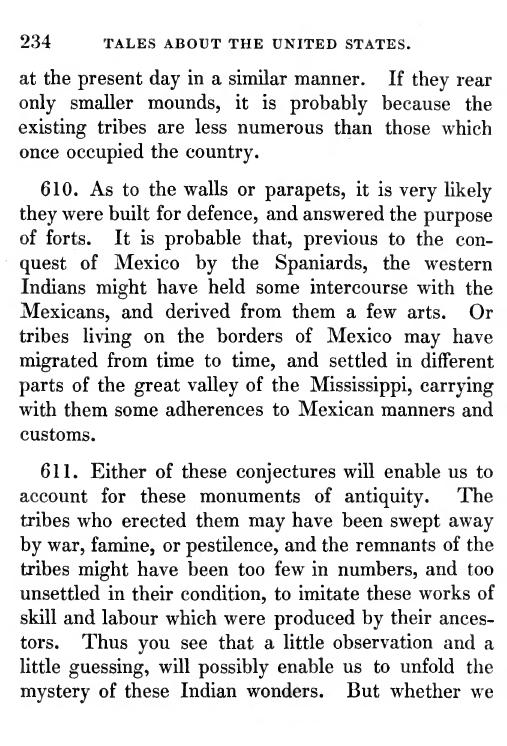 234 TALES ABOUT THE UNITED STATES.
at the present day in a similar manner. If they rear
only smaller mounds, it is probably because the
existing tribes are less numerous than those which
once occupied the country.
610. As to the walls or parapets, it is very likely
they were built for defence, and answered the purpose
of forts. It is probable that, previous to the con-
quest of Mexico by the Spaniards, the western
Indians might have held some intercourse with the
Mexicans, and derived from them a few arts. Or
tribes living on the borders of Mexico may have
migrated from time to time, and settled in different
parts of the great valley of the Mississippi, carrying
with them some adherences to Mexican manners and
customs.
611. Either of these conjectures will enable us to
account for these monuments of antiquity. The
tribes who erected them may have been swept away
by war, famine, or pestilence, and the remnants of the
tribes might have been too few in numbers, and too
unsettled in their condition, to imitate these works of
skill and labour which were produced by their ances-
tors. Thus you see that a little observation and a
little guessing, will possibly enable us to unfold the
mystery of these Indian wonders. But whether we